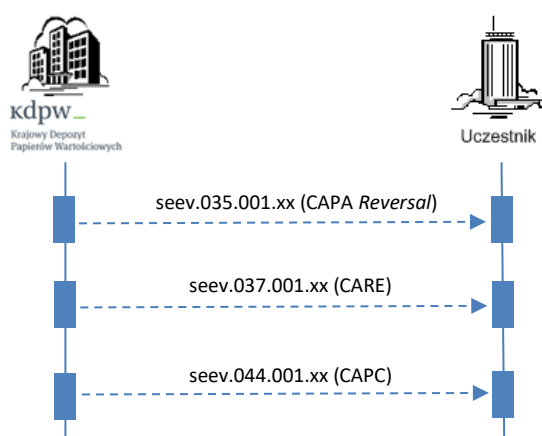 kdpw_
Krajowy Depozyt
Papierów Wartościowych
Uczestnik
seev.035.001.xx (CAPA Reversal)
seev.037.001.xx (CARE)
seev.044.001.xx (CAPC)